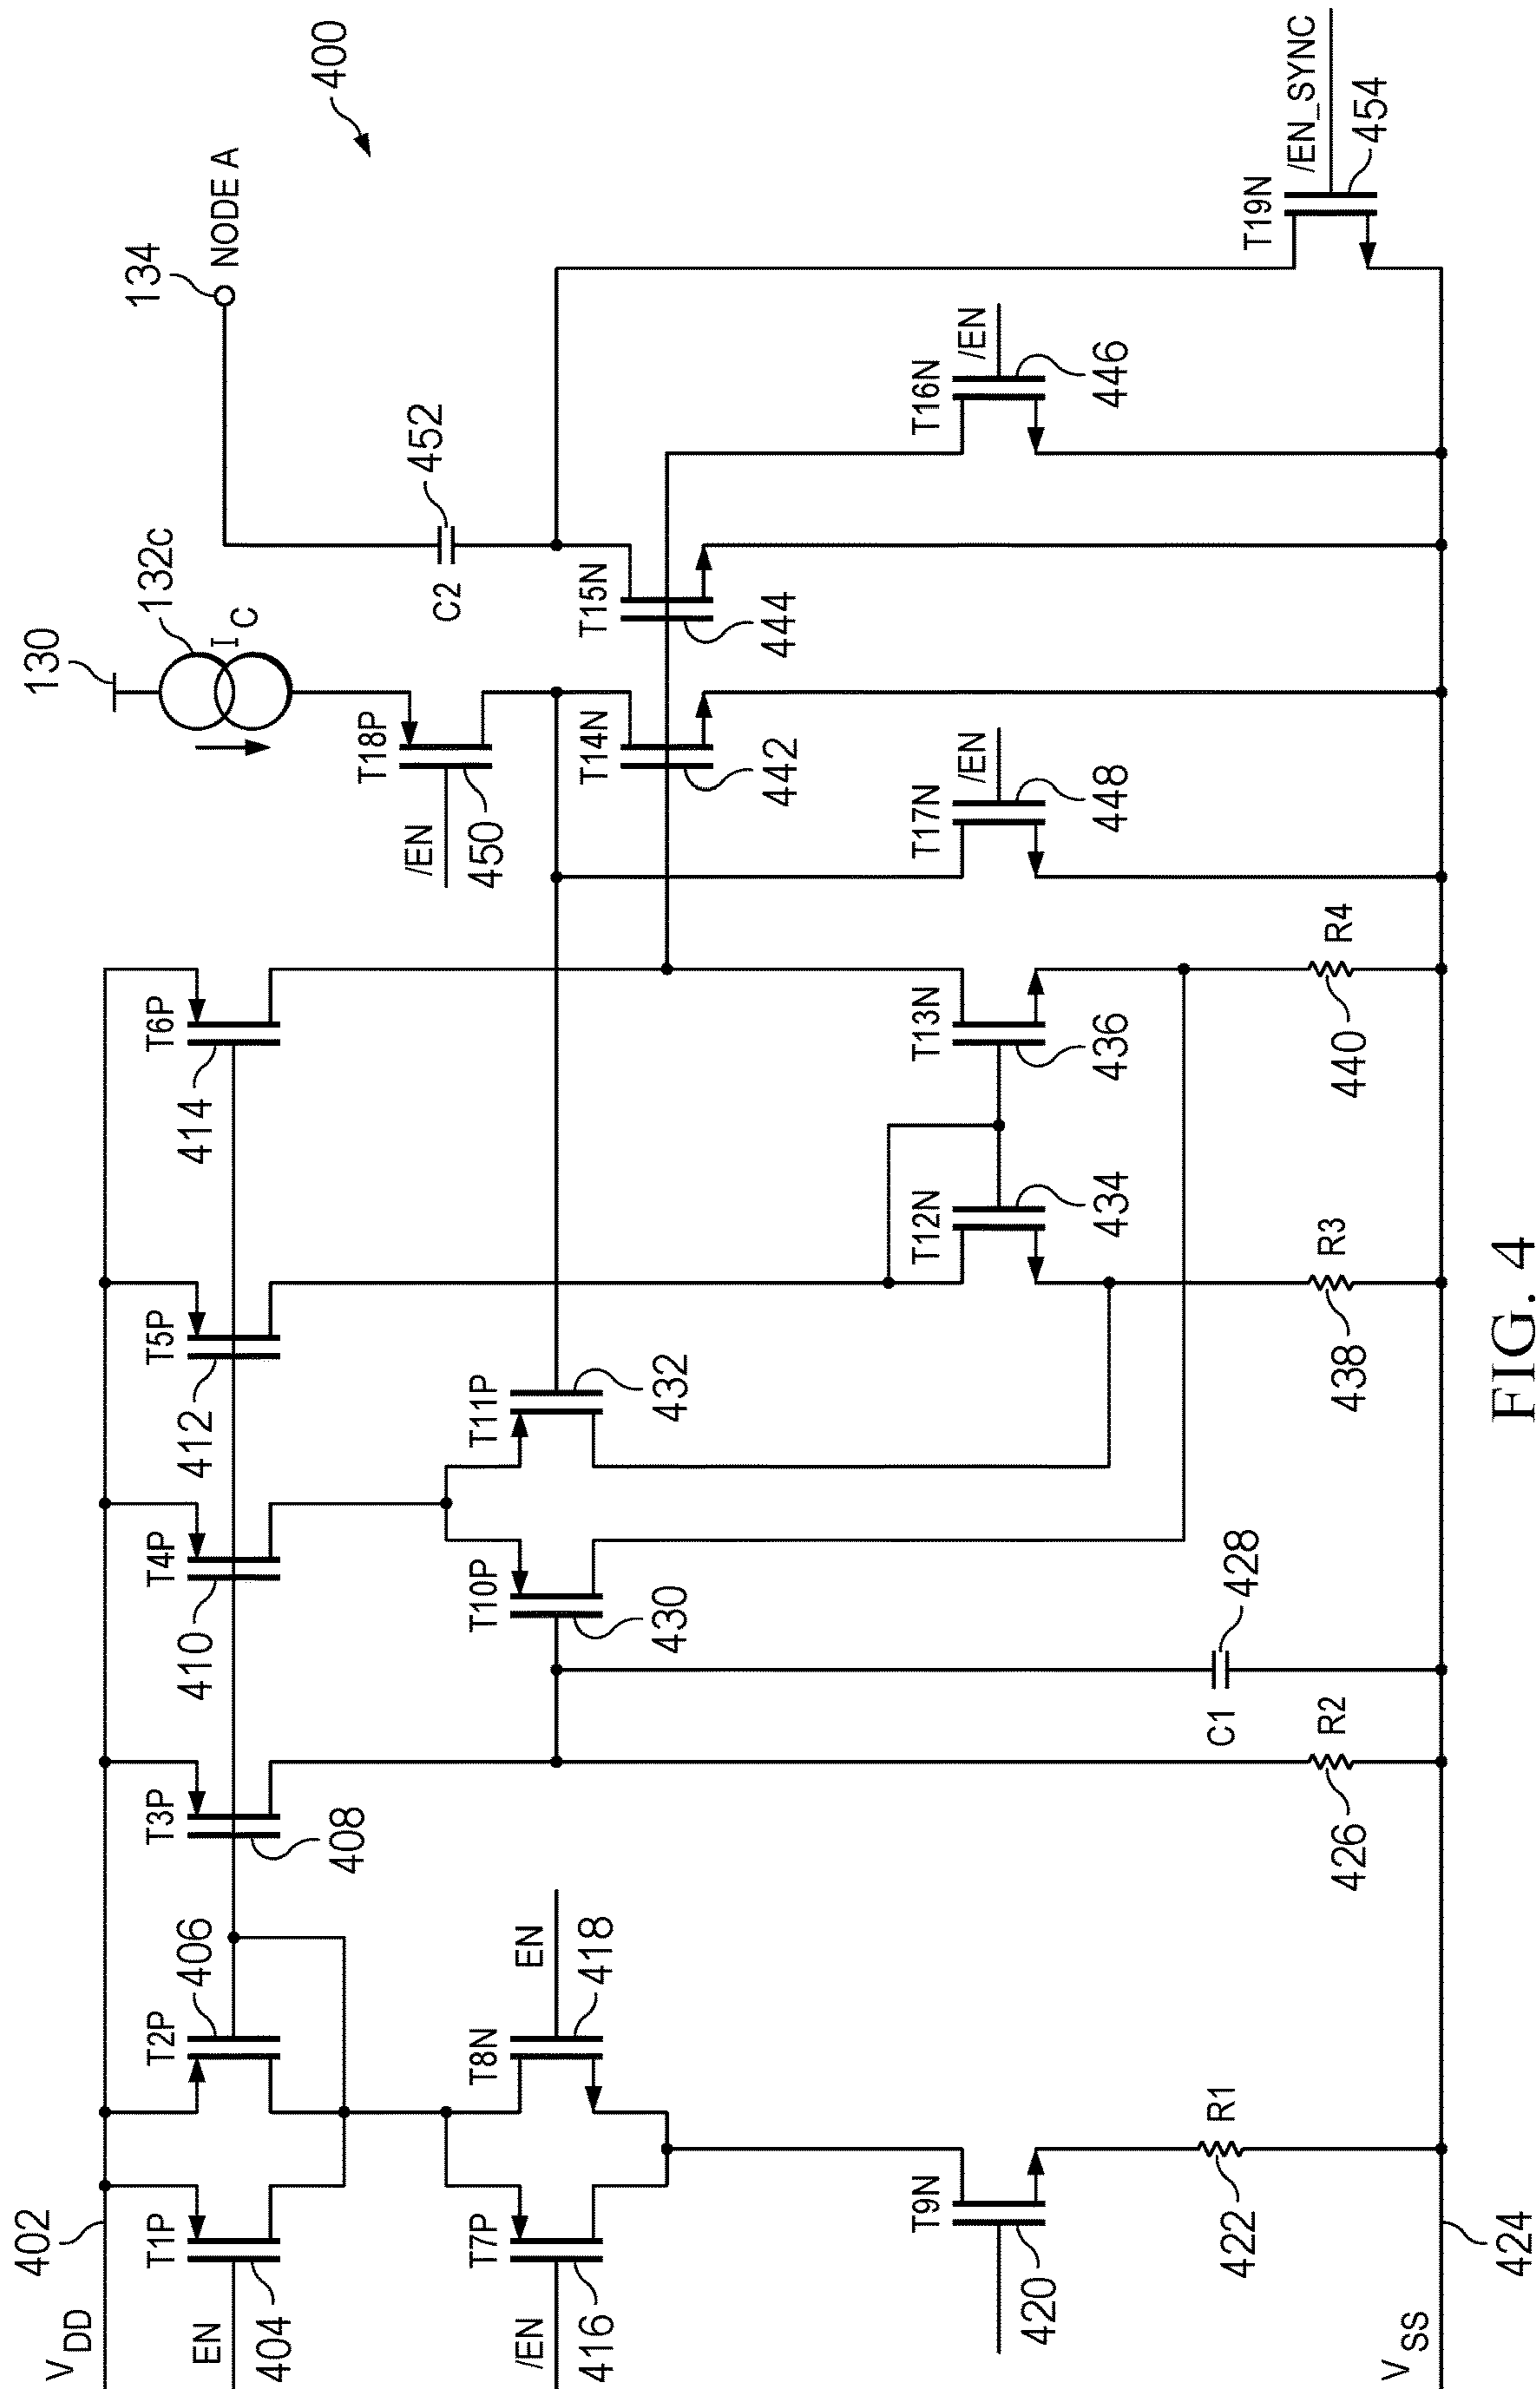 400
130
132c
I C
134
NODE A
V DD
402
EN
T1P
404
T2P
406
T3P
408
T4P
410
T5P
412
T6P
414
/EN
T18P
450
C2
452
/EN
T7P
416
T8N
EN
418
T10P
430
T11P
432
T14N
442
T15N
444
T9N
420
T12N
434
T13N
436
T17N
/EN
448
T16N
/EN
446
T19N
/EN_SYNC
454
R1
422
C1
428
R2
426
R3
438
R4
440
V SS
424
FIG. 4